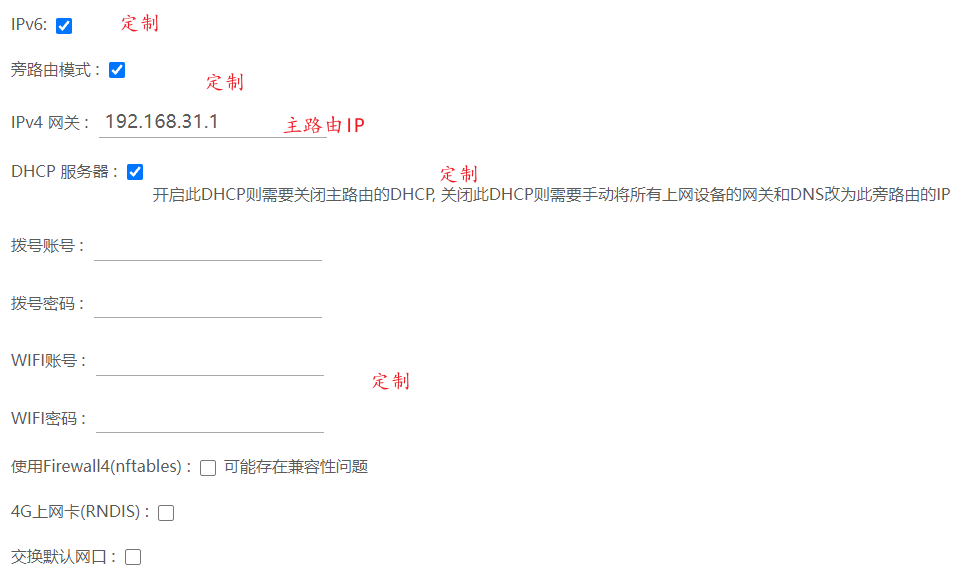 IPv6: 定制
旁路由模式 : 定制
IPv4 网关 : 192.168.31.1 主路由IP
DHCP 服务器 : 定制
开启此DHCP则需要关闭主路由的DHCP, 关闭此DHCP则需要手动将所有上网设备的网关和DNS改为此旁路由的IP
拨号账号 :
拨号密码 :
WIFI账号 :
定制
WIFI密码 :
使用Firewall4(nftables) : 可能存在兼容性问题
4G上网卡(RNDIS) :
交换默认网口 :